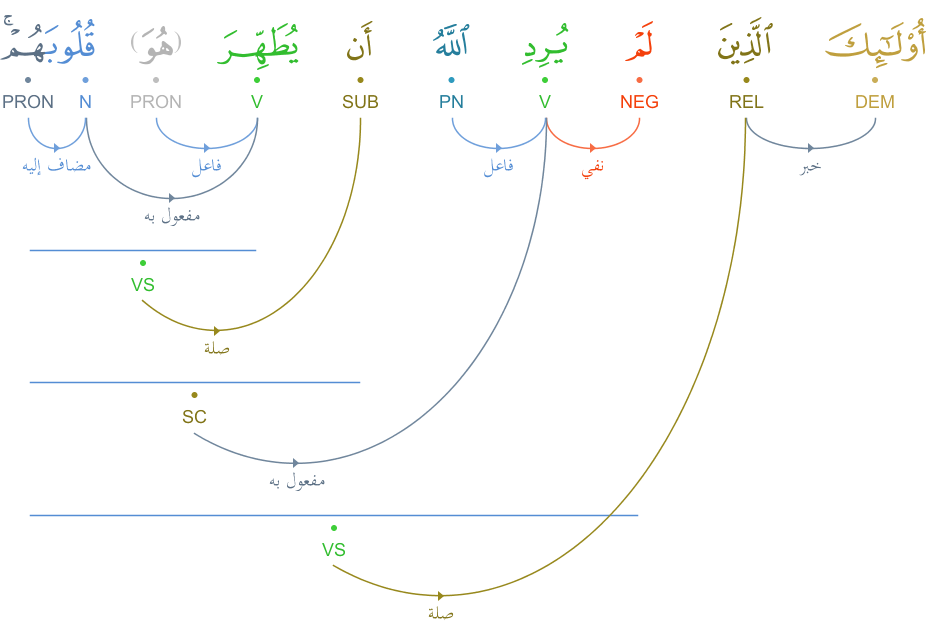 أُو۟لَـٰٓئِكَ ٱلَّذِينَ لَمْ يُرِدِ ٱللَّهُ أَن يُطَهِّرَ (هُوَ) قُلُوبَهُمْ ۚ
DEM REL NEG V PN SUB V PRON N PRON
خبر نفي فاعل فاعل مضاف إليه
مفعول به
VS
صلة
SC
مفعول به
VS
صلة